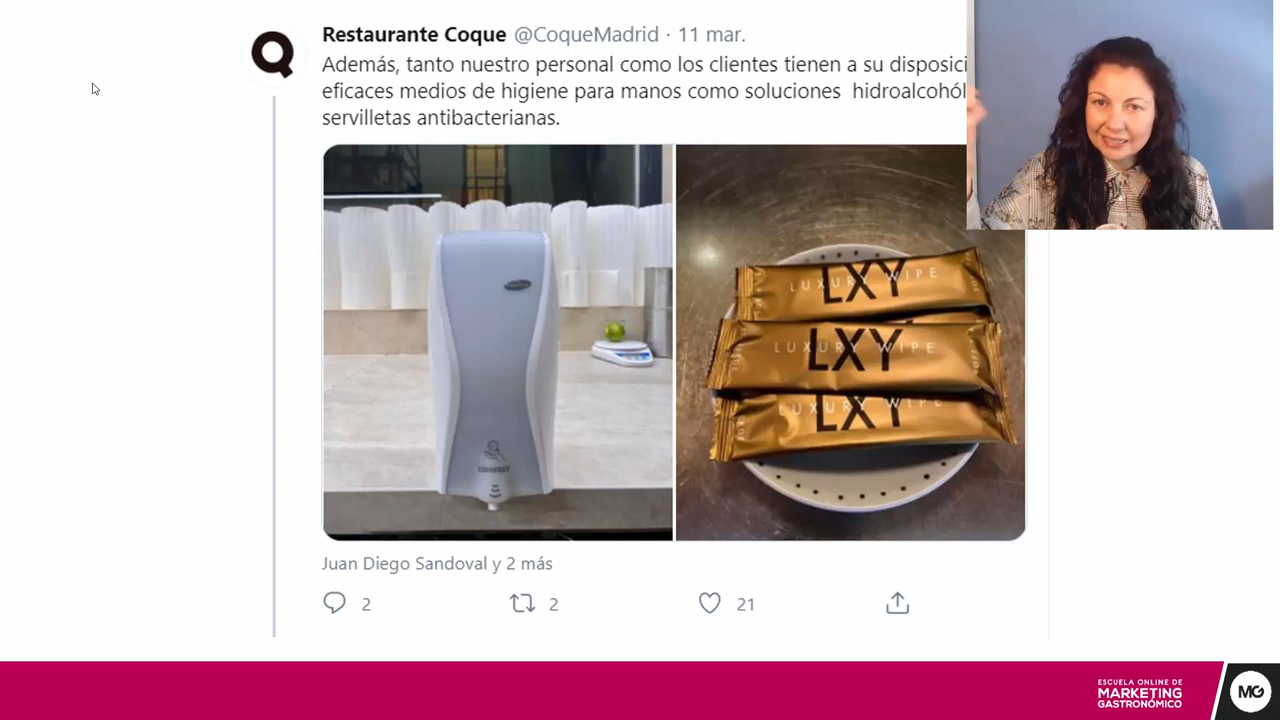 Restaurante Coque @CoqueMadrid · 11 mar.
Además, tanto nuestro personal como los clientes tienen a su disposici
eficaces medios de higiene para manos como soluciones hidroalcohól
servilletas antibacterianas.
LXY
LUXURY WIPE
LXY
LUXURY WIPE
LXY
LUXURY WIPE
Juan Diego Sandoval y 2 más
2
2
21
ESCUELA ONLINE DE
MARKETING
GASTRONÓMICO
MG